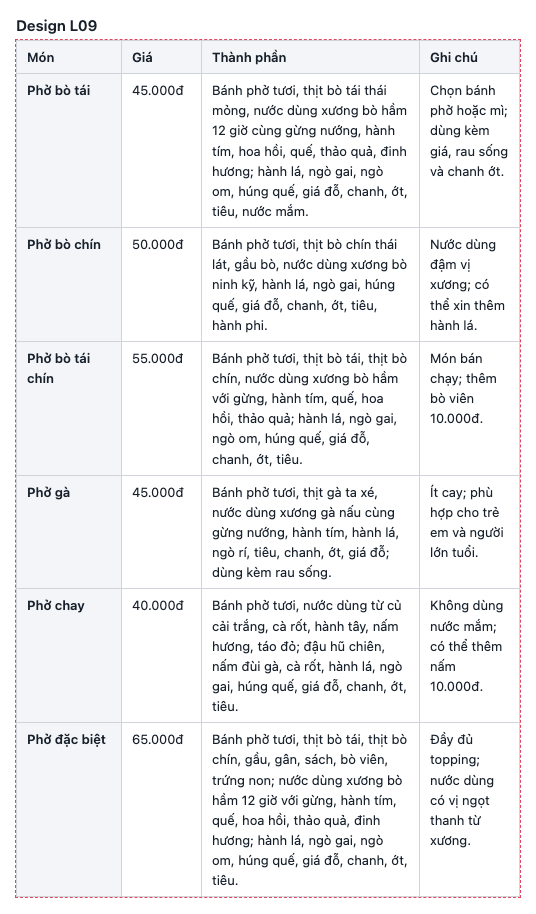 Design L09
Món Giá Thành phần Ghi chú
Phở bò tái
45.000đ
Bánh phở tươi, thịt bò tái thái
mỏng, nước dùng xương bò hầm
12 giờ cùng gừng nướng, hành
tím, hoa hồi, quế, thảo quả, đinh
hương; hành lá, ngò gai, ngò
om, húng quế, giá đỗ, chanh, ớt,
tiêu, nước mắm.
Chọn bánh
phở hoặc mì;
dùng kèm
giá, rau sống
và chanh ớt.
Phở bò chín
50.000đ
Bánh phở tươi, thịt bò chín thái
lát, gầu bò, nước dùng xương bò
ninh kỹ, hành lá, ngò gai, húng
quế, giá đỗ, chanh, ớt, tiêu,
hành phi.
Nước dùng
đậm vị
xương; có
thể xin thêm
hành lá.
Phở bò tái
chín
55.000đ
Bánh phở tươi, thịt bò tái, thịt bò
chín, nước dùng xương bò hầm
với gừng, hành tím, quế, hoa
hồi, thảo quả; hành lá, ngò gai,
ngò om, húng quế, giá đỗ,
chanh, ớt, tiêu.
Món bán
chạy; thêm
bò viên
10.000đ.
Phở gà
45.000đ
Bánh phở tươi, thịt gà ta xé,
nước dùng xương gà nấu cùng
gừng nướng, hành tím, hành lá,
ngò rí, tiêu, chanh, ớt, giá đỗ;
dùng kèm rau sống.
Ít cay; phù
hợp cho trẻ
em và người
lớn tuổi.
Phở chay
40.000đ
Bánh phở tươi, nước dùng từ củ
cải trắng, cà rốt, hành tây, nấm
hương, táo đỏ; đậu hũ chiên,
nấm đùi gà, cà rốt, hành lá, ngò
gai, húng quế, giá đỗ, chanh, ớt,
tiêu.
Không dùng
nước mắm;
có thể thêm
nấm
10.000đ.
Phở đặc biệt
65.000đ
Bánh phở tươi, thịt bò tái, thịt bò
chín, gầu, gân, sách, bò viên,
trứng non; nước dùng xương bò
hầm 12 giờ với gừng, hành tím,
quế, hoa hồi, thảo quả, đinh
hương; hành lá, ngò gai, ngò
om, húng quế, giá đỗ, chanh, ớt,
tiêu.
Đầy đủ
topping;
nước dùng
có vị ngọt
thanh từ
xương.